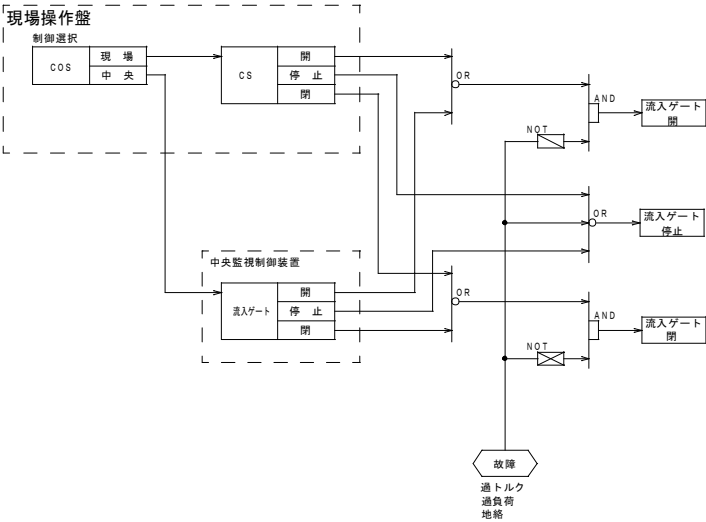 現場操作盤
制御選択
COS
現 場
中 央
CS
開
停 止
閉
OR
AND
流入ゲート
開
NOT
OR
流入ゲート
停止
中央監視制御装置
流入ゲート
開
停 止
閉
OR
AND
流入ゲート
閉
NOT
故障
過トルク
過負荷
地絡